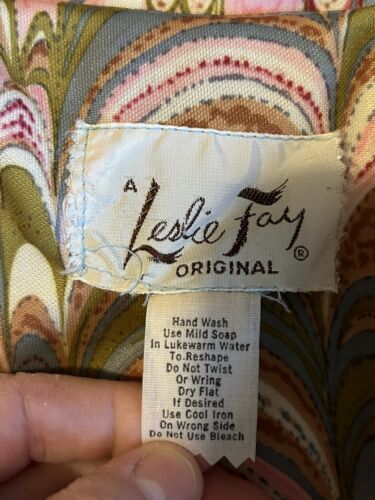 A
Leslie Fay
ORIGINAL ®
Hand Wash
Use Mild Soap
In Lukewarm Water
To.Reshape
Do Not Twist
Or Wring
Dry Flat
If Desired
Use Cool Iron
On Wrong Side
Do Not Use Bleach